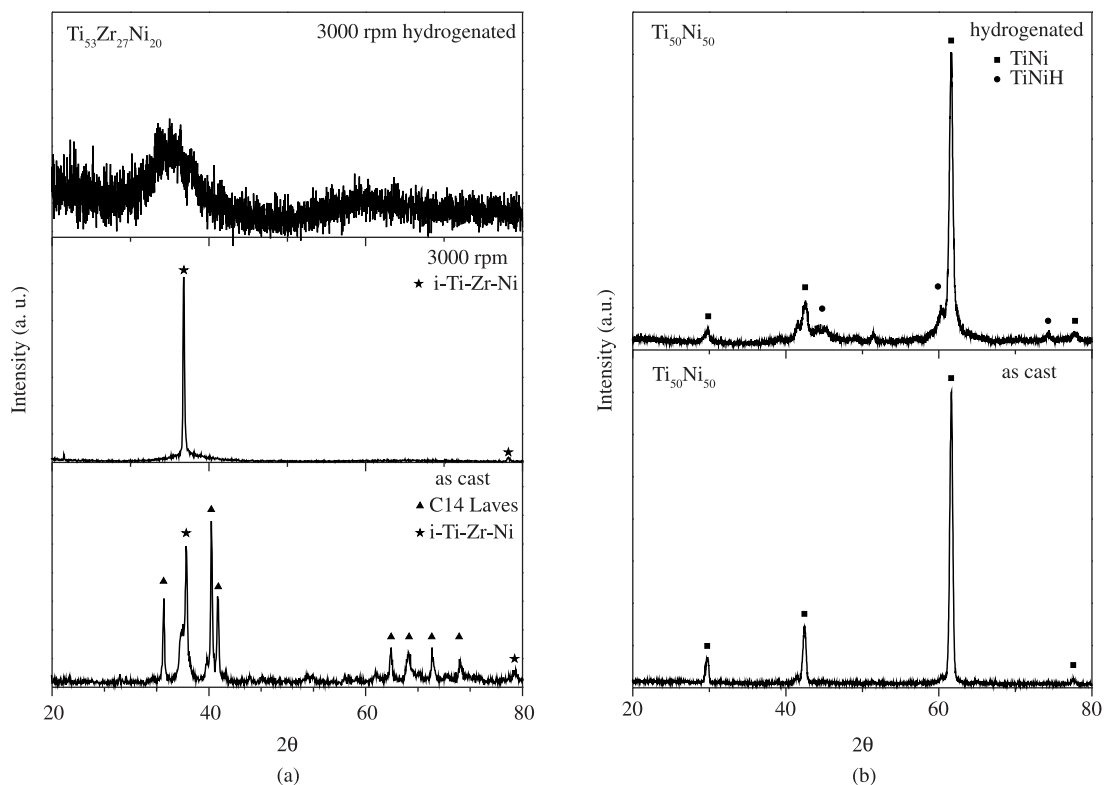 Ti53Zr27Ni20
3000 rpm hydrogenated
3000 rpm
★ i-Ti-Zr-Ni
as cast
▲ C14 Laves
★ i-Ti-Zr-Ni
Intensity (a. u.)
20 40 60 80
2θ
(a)
Ti50Ni50
hydrogenated
■ TiNi
● TiNiH
Ti50Ni50
as cast
Intensity (a.u.)
20 40 60 80
2θ
(b)